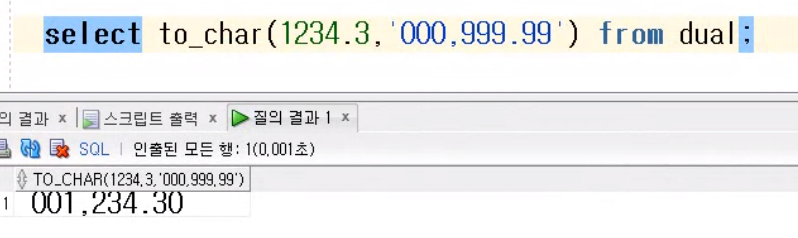 select to_char(1234.3,'000,999.99') from dual;
의 결과 × 스크립트 출력 × 질의 결과 1 ×
SQL | 인출된 모든 행: 1(0,001초)
TO_CHAR(1234,3,'000,999,99')
1 001,234.30